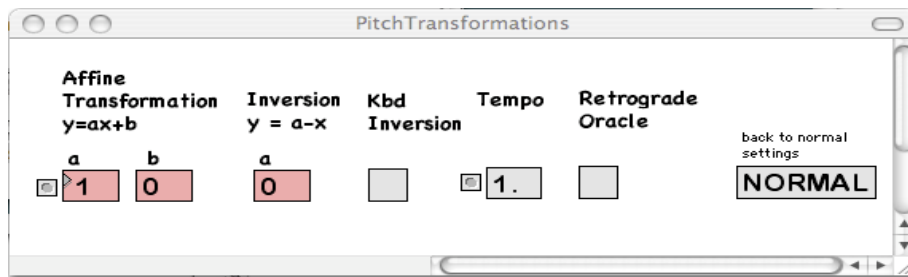 PitchTransformations
Affine
Transformation
y=ax+b
Inversion
y = a-x
Kbd
Inversion
Tempo
Retrograde
Oracle
back to normal
settings
a
b
a
1
0
0
1.
NORMAL